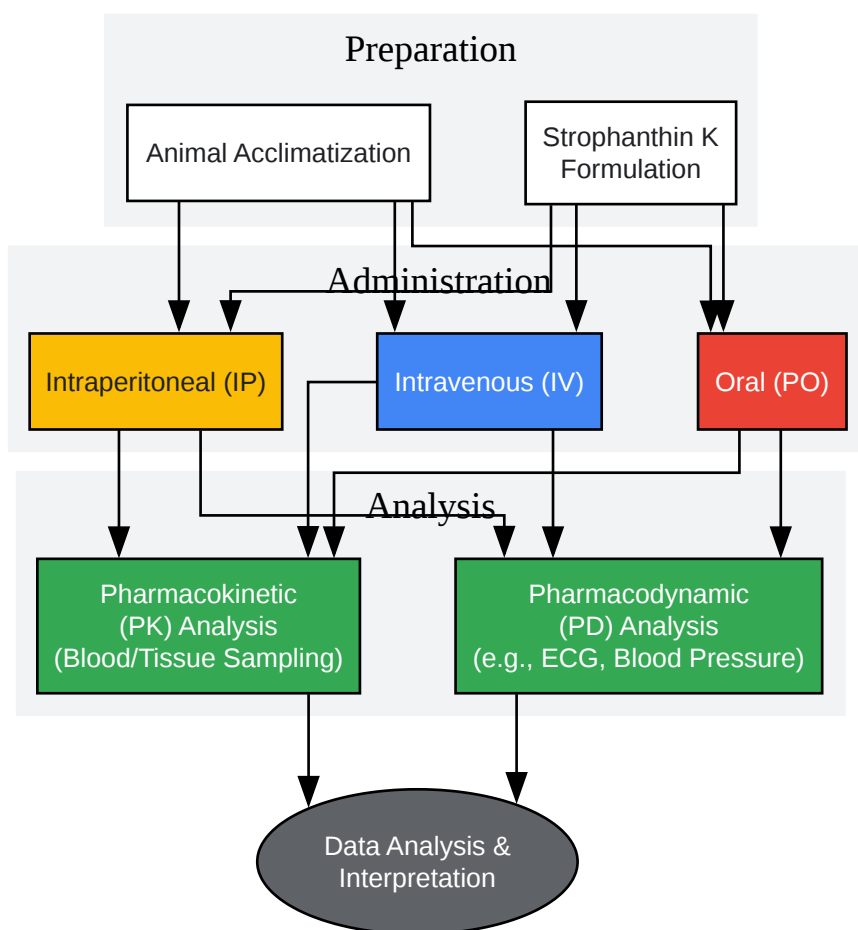 Preparation
Animal Acclimatization
Strophanthin K
Formulation
Administration
Intraperitoneal (IP)
Intravenous (IV)
Oral (PO)
Analysis
Pharmacokinetic
(PK) Analysis
(Blood/Tissue Sampling)
Pharmacodynamic
(PD) Analysis
(e.g., ECG, Blood Pressure)
Data Analysis &
Interpretation